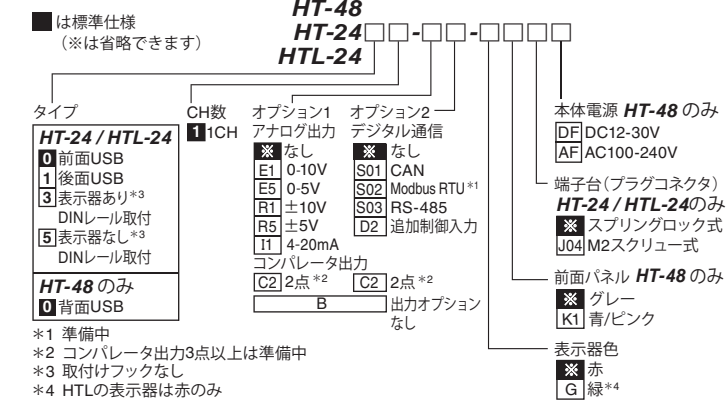 ■は標準仕様
（※は省略できます）
HT-48
HT-24□□-□□-□□□□
HTL-24
タイプ
HT-24 / HTL-24
0 前面USB
1 後面USB
3 表示器あり*3
DINレール取付
5 表示器なし*3
DINレール取付
HT-48 のみ
0 背面USB
CH数
1 1CH
オプション1
アナログ出力
※ なし
E1 0-10V
E5 0-5V
R1 ±10V
R5 ±5V
I1 4-20mA
コンパレータ出力
C2 2点*2
オプション2
デジタル通信
※ なし
S01 CAN
S02 Modbus RTU*1
S03 RS-485
D2 追加制御入力
C2 2点*2
B 出力オプション
なし
本体電源 HT-48 のみ
DF DC12-30V
AF AC100-240V
端子台（プラグコネクタ）
HT-24 / HTL-24のみ
※ スプリングロック式
J04 M2スクリュー式
前面パネル HT-48 のみ
※ グレー
K1 青/ピンク
表示器色
※ 赤
G 緑*4
＊1 準備中
＊2 コンパレータ出力3点以上は準備中
＊3 取付けフックなし
＊4 HTLの表示器は赤のみ